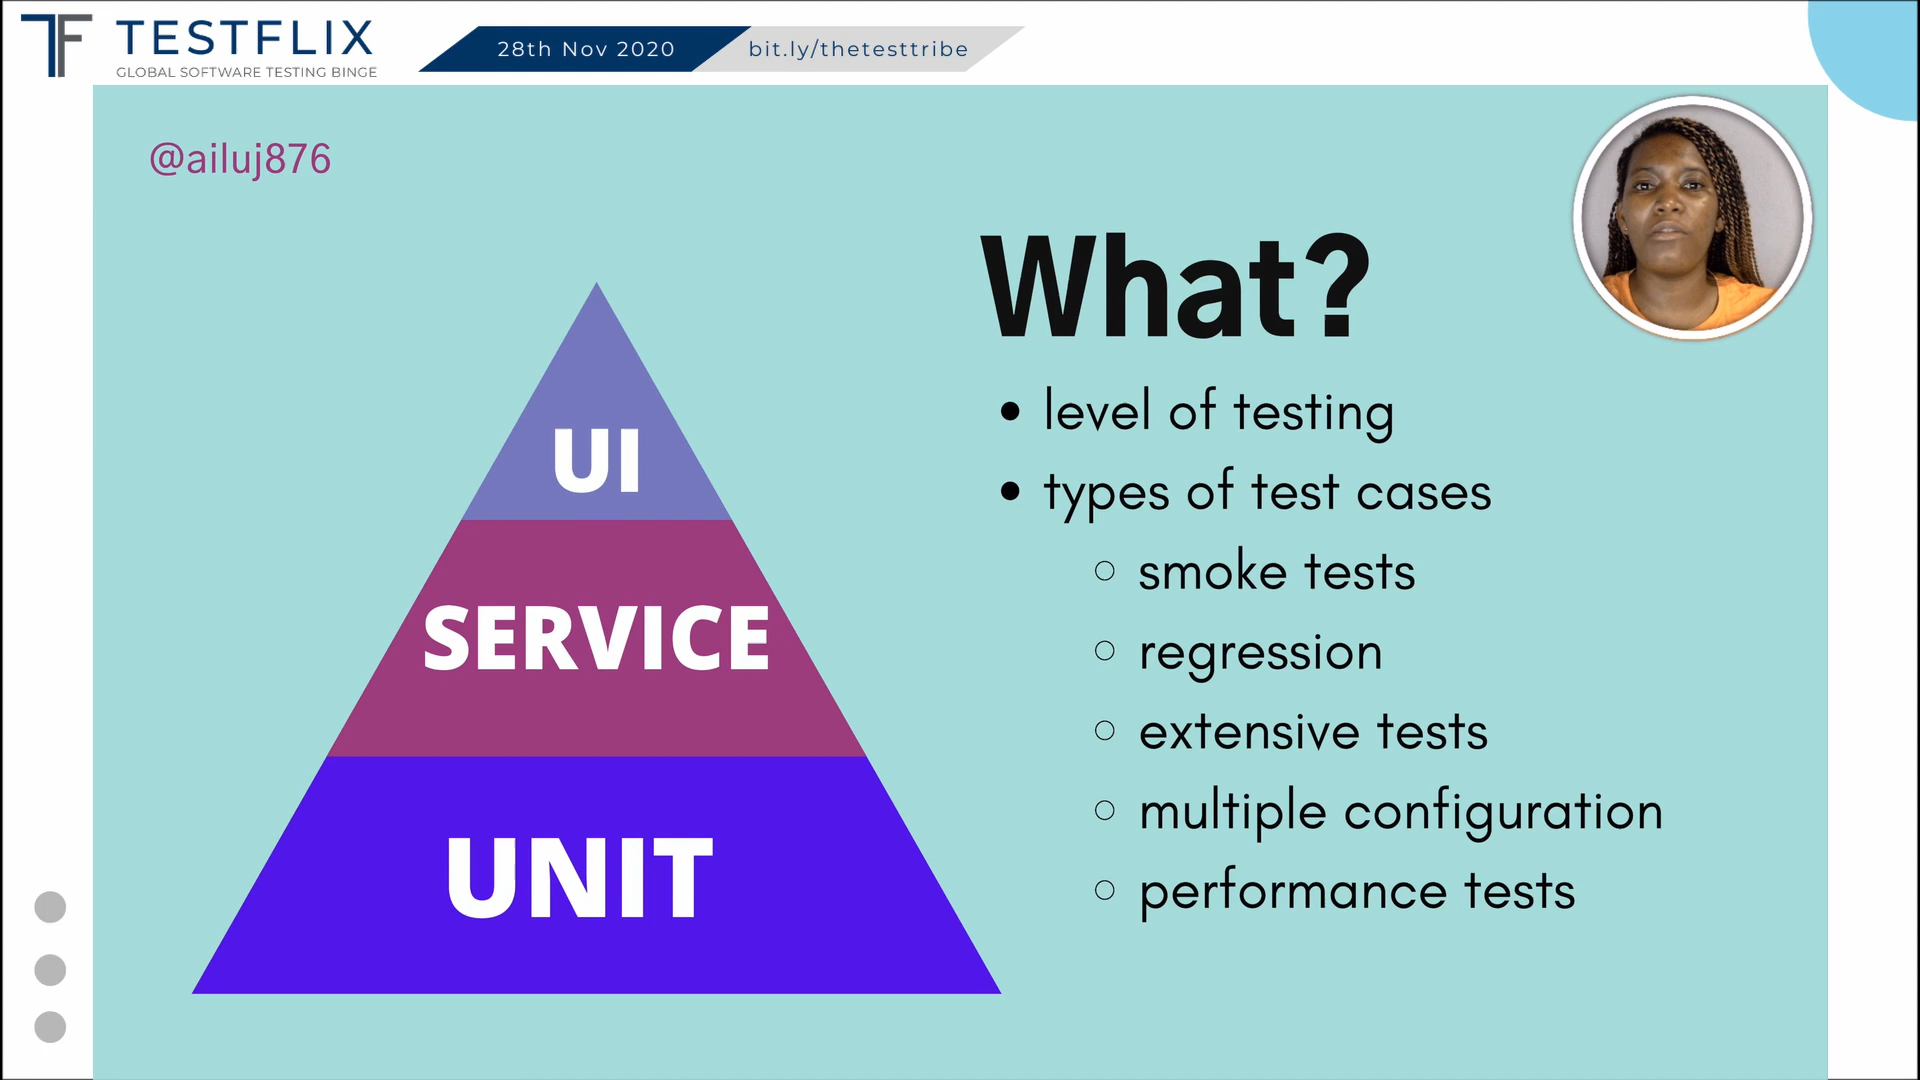 TF TESTFLIX
GLOBAL SOFTWARE TESTING BINGE
28th Nov 2020
bit.ly/thetesttribe
@ailuj876
What?
• level of testing
• types of test cases
○ smoke tests
○ regression
○ extensive tests
○ multiple configuration
○ performance tests
UI
SERVICE
UNIT